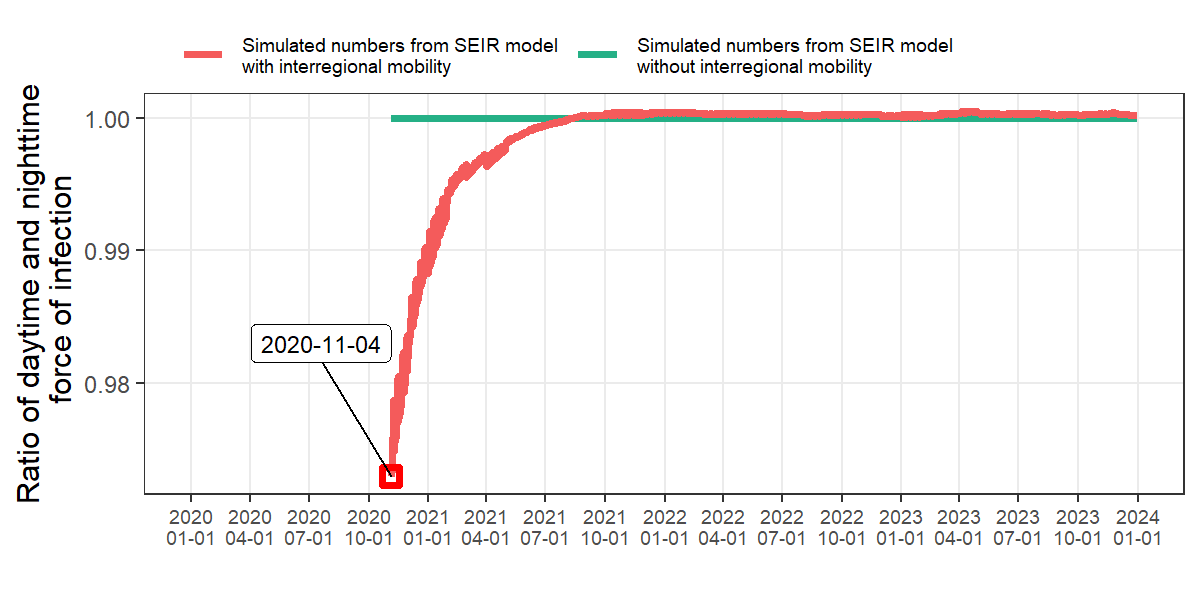 Simulated numbers from SEIR model
with interregional mobility
Simulated numbers from SEIR model
without interregional mobility
Ratio of daytime and nighttime
force of infection
1.00
0.99
0.98
2020-11-04
2020 2020 2020 2020 2021 2021 2021 2021 2022 2022 2022 2022 2023 2023 2023 2023 2024
01-01 04-01 07-01 10-01 01-01 04-01 07-01 10-01 01-01 04-01 07-01 10-01 01-01 04-01 07-01 10-01 01-01